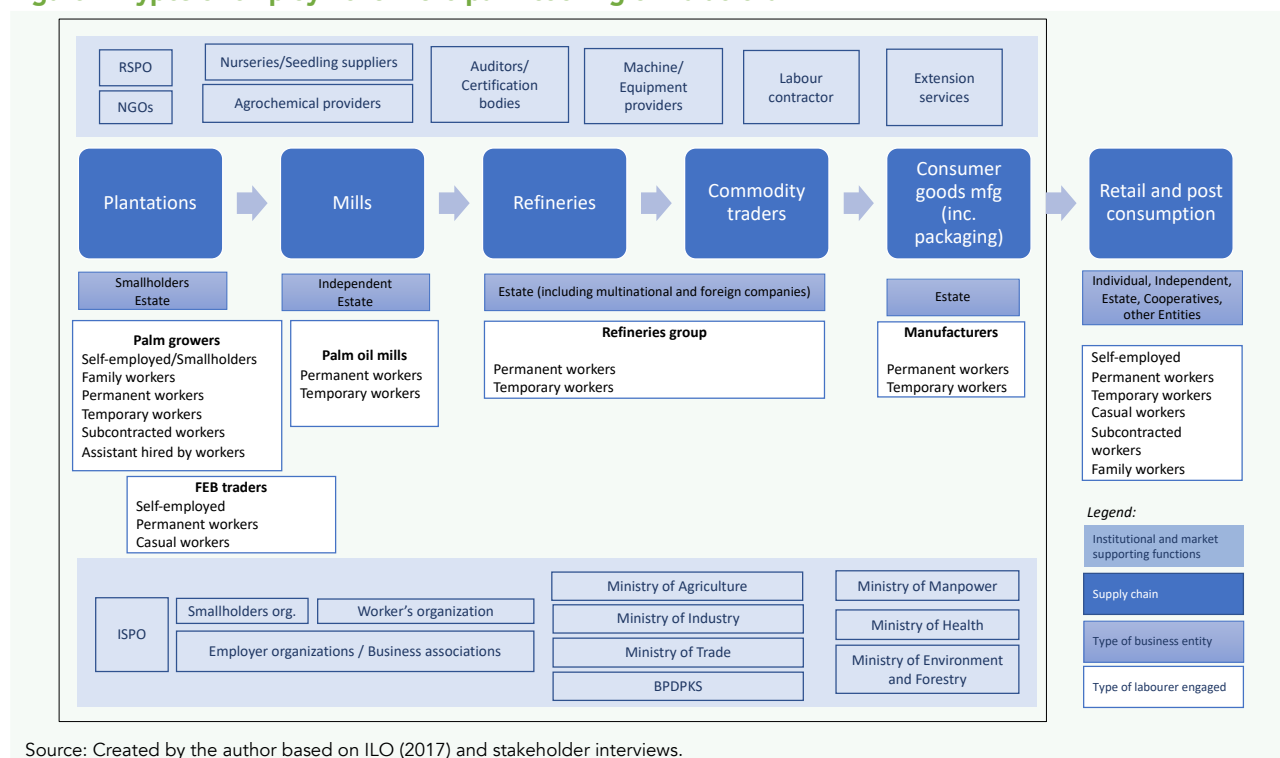 RSPO
NGOs
Nurseries/Seedling suppliers
Agrochemical providers
Auditors/
Certification
bodies
Machine/
Equipment
providers
Labour
contractor
Extension
services
Plantations
Mills
Refineries
Commodity
traders
Consumer
goods mfg
(inc.
packaging)
Retail and post
consumption
Smallholders
Estate
Independent
Estate
Estate (including multinational and foreign companies)
Estate
Individual, Independent,
Estate, Cooperatives,
other Entities
Palm growers
Self-employed/Smallholders
Family workers
Permanent workers
Temporary workers
Subcontracted workers
Assistant hired by workers
Palm oil mills
Permanent workers
Temporary workers
Refineries group
Permanent workers
Temporary workers
Manufacturers
Permanent workers
Temporary workers
Self-employed
Permanent workers
Temporary workers
Casual workers
Subcontracted
workers
Family workers
FEB traders
Self-employed
Permanent workers
Casual workers
ISPO
Smallholders org.
Worker's organization
Employer organizations / Business associations
Ministry of Agriculture
Ministry of Industry
Ministry of Trade
BPDPKS
Ministry of Manpower
Ministry of Health
Ministry of Environment
and Forestry
Legend:
Institutional and market
supporting functions
Supply chain
Type of business entity
Type of labourer engaged
Source: Created by the author based on ILO (2017) and stakeholder interviews.